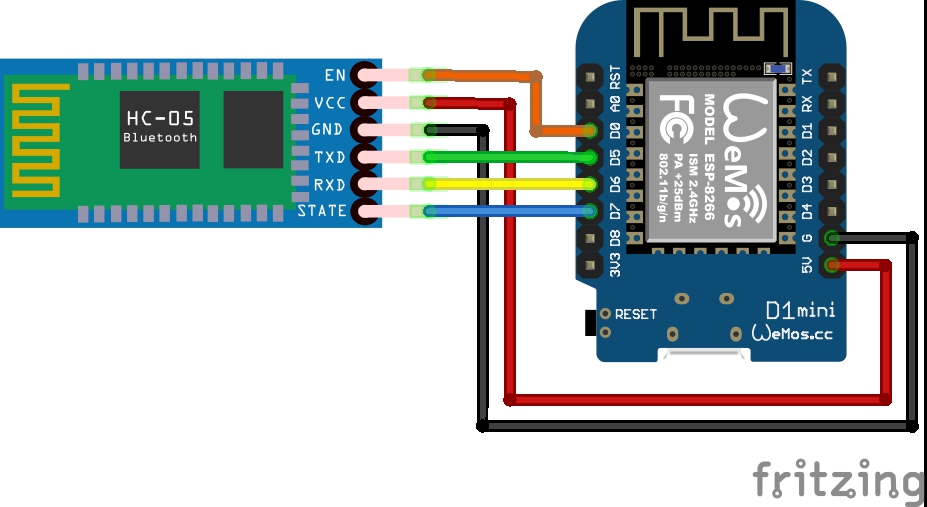 HC-05
Bluetooth
EN
VCC
GND
TXD
RXD
STATE
RST
A0
D0
D5
D6
D7
D8
3V3
WeMos
MODEL ESP-8266
ISM 2.4GHz
PA +25dBm
802.11b/g/n
FC
TX
RX
D1
D2
D3
D4
G
5V
RESET
D1mini
WeMos.cc
fritzing